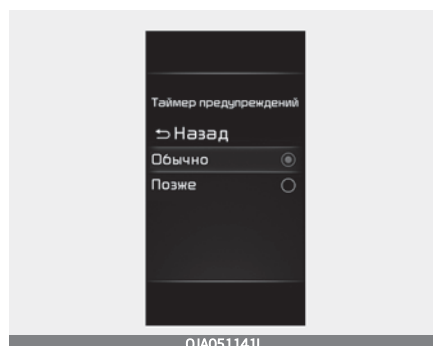 Таймер предупреждений
⮌ Назад
Обычно
Позже
OJA051141L